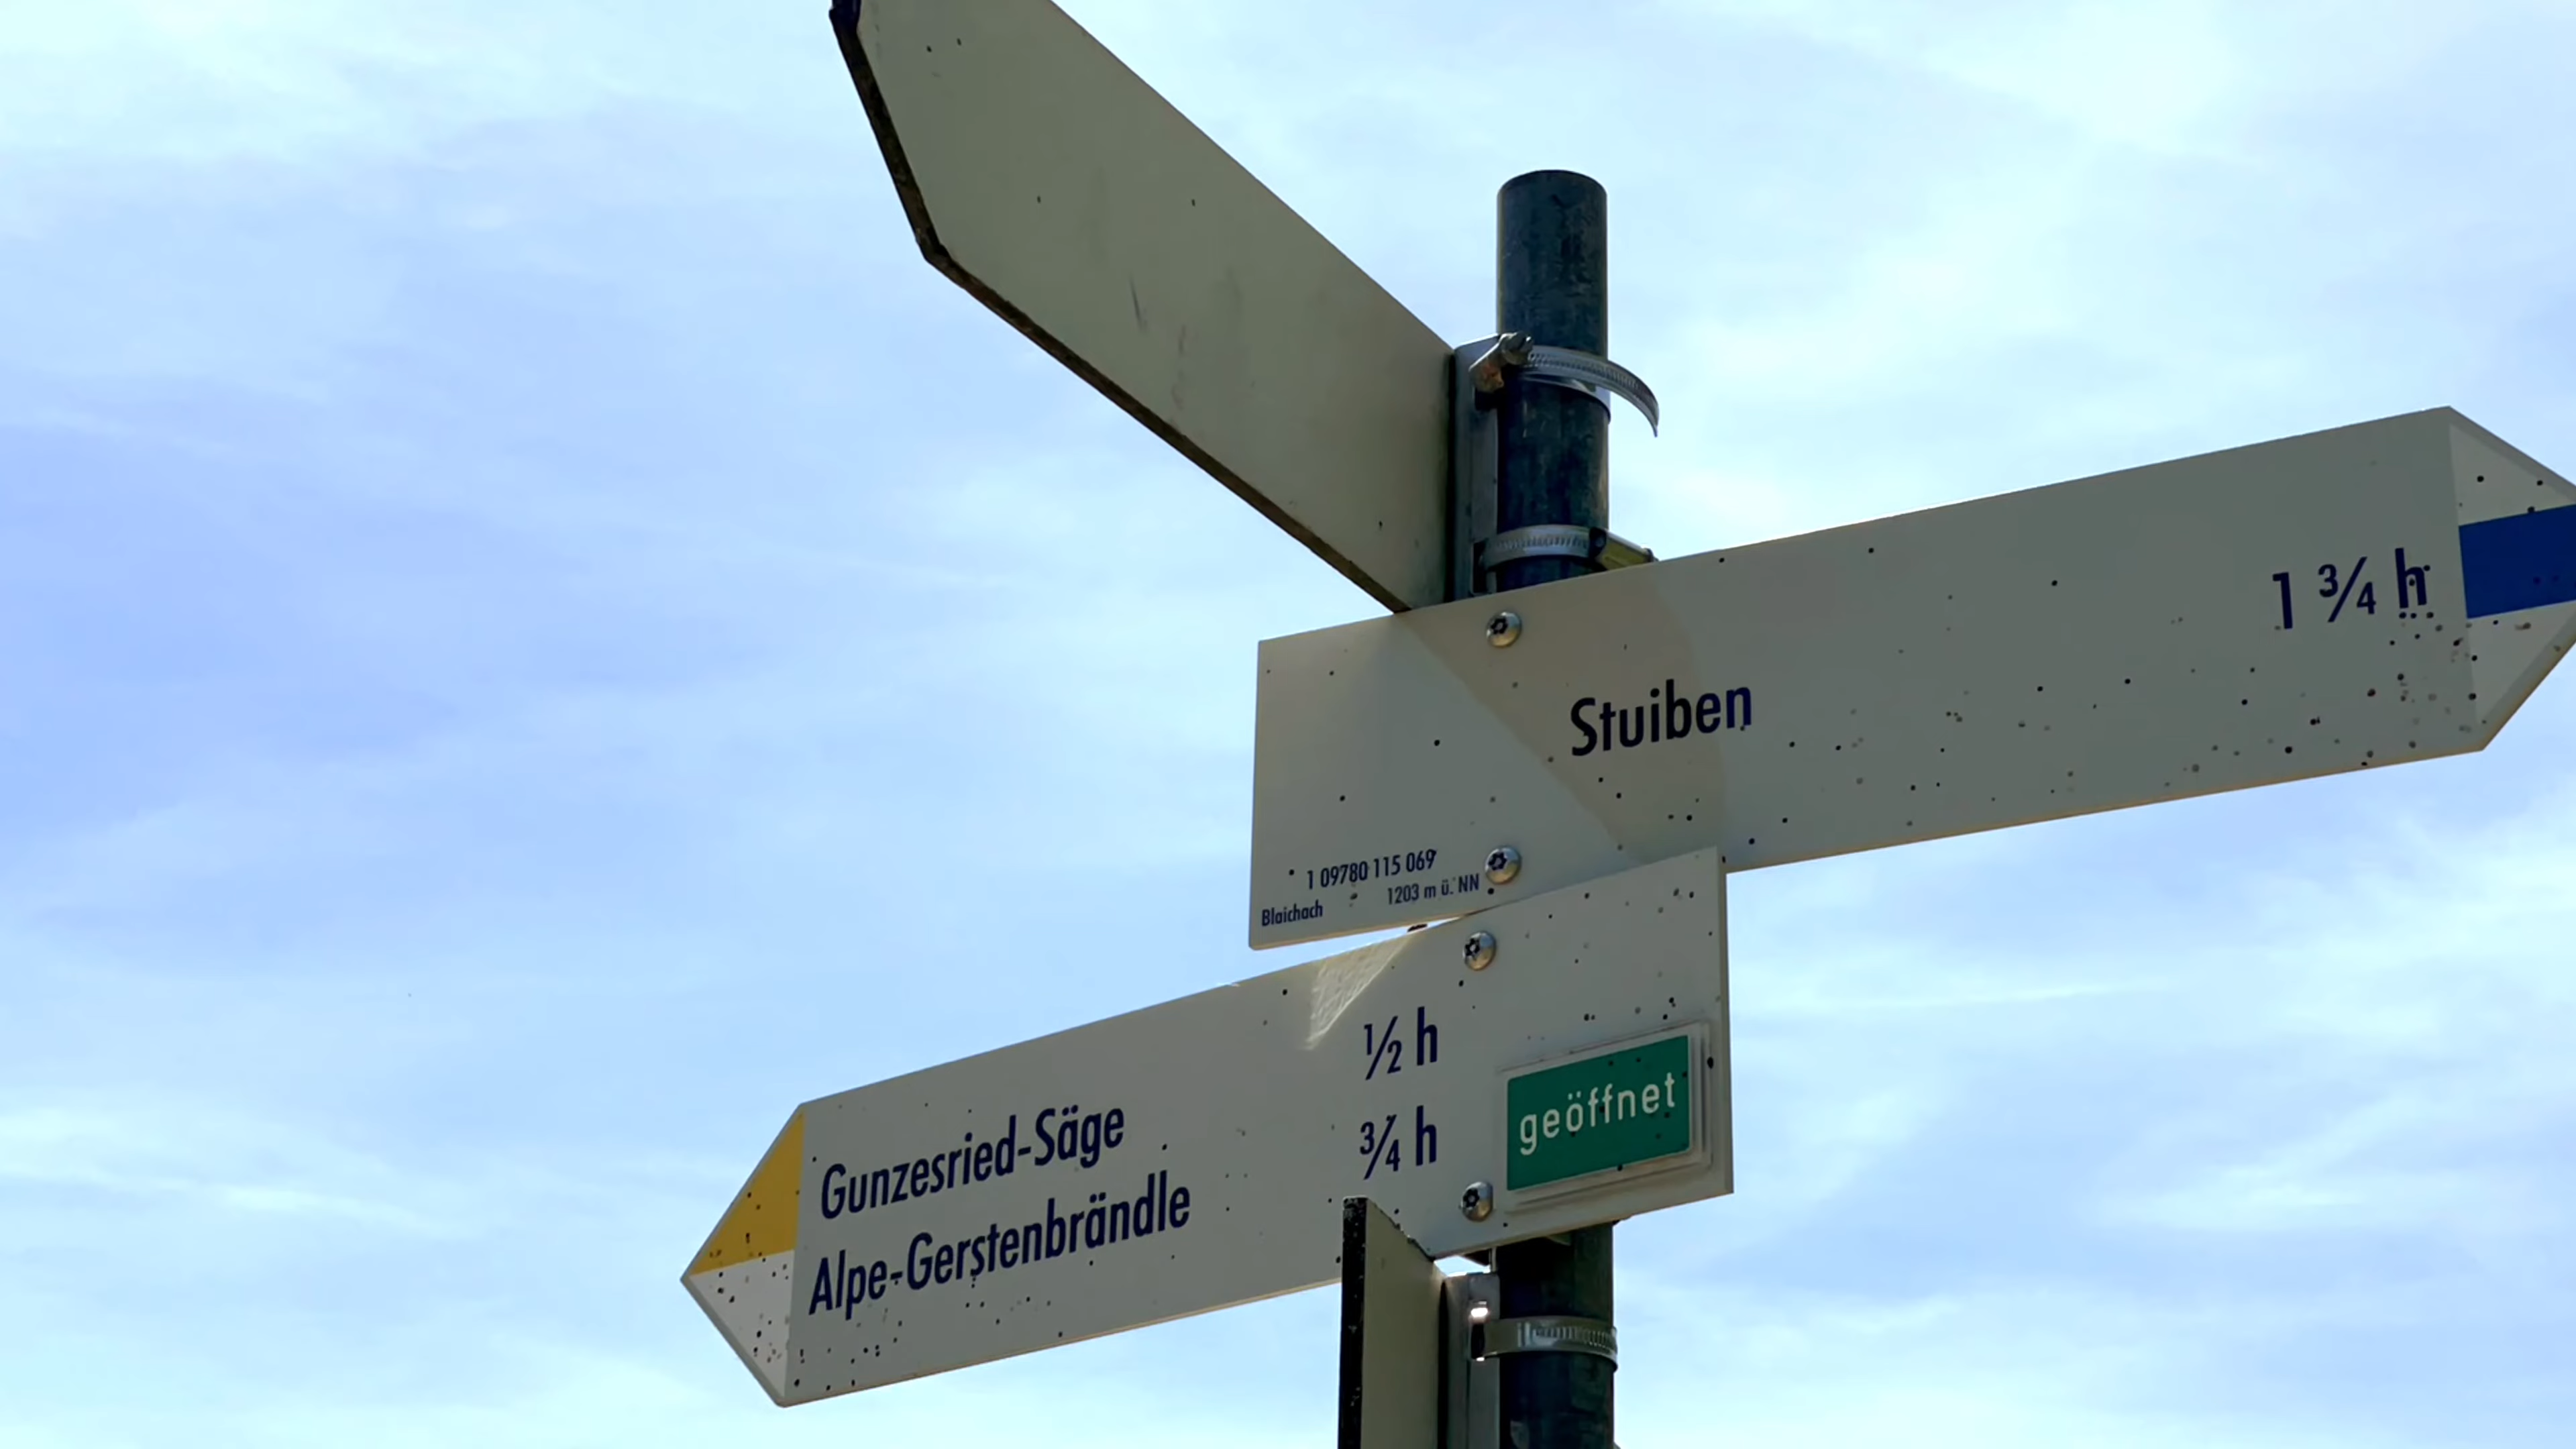 1 ¾ h
Stuiben
1 09780 115 069
1203 m ü. NN
Blaichach
Gunzesried-Säge ½ h
Alpe-Gerstenbrändle ¾ h
geöffnet